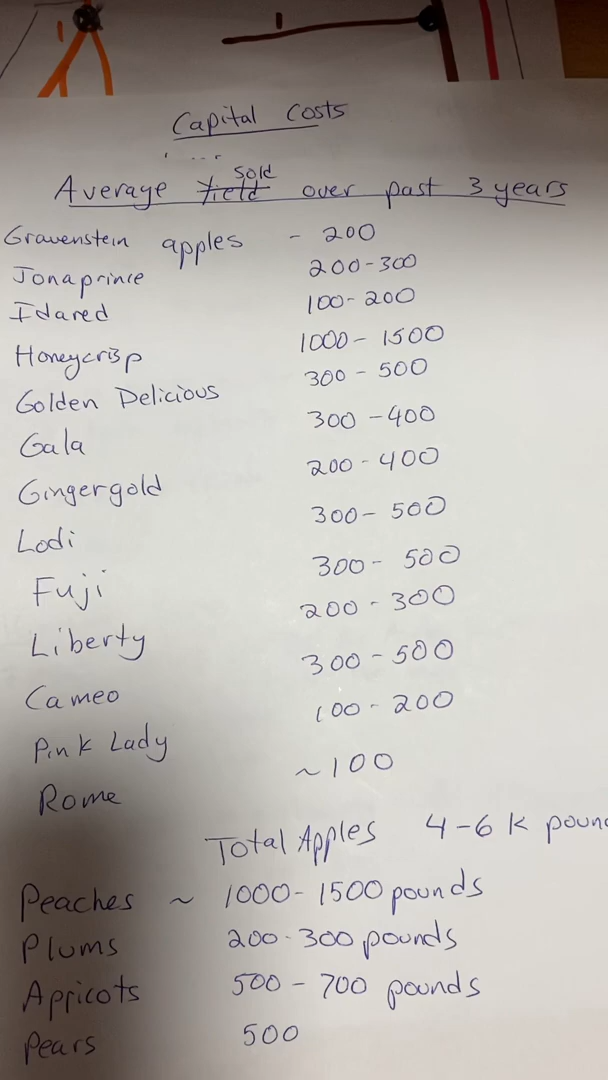 Capital Costs
sold
Average yield over past 3 years
Gravenstein apples - 200
Jonaprince 200-300
Idared 100-200
Honeycrisp 1000-1500
Golden Delicious 300-500
Gala 300-400
Gingergold 200-400
Lodi 300-500
Fuji 300-500
Liberty 200-300
Cameo 300-500
Pink Lady 100-200
Rome ~100
Total Apples 4-6 k poun
Peaches ~ 1000-1500 pounds
Plums 200-300 pounds
Apricots 500-700 pounds
Pears 500